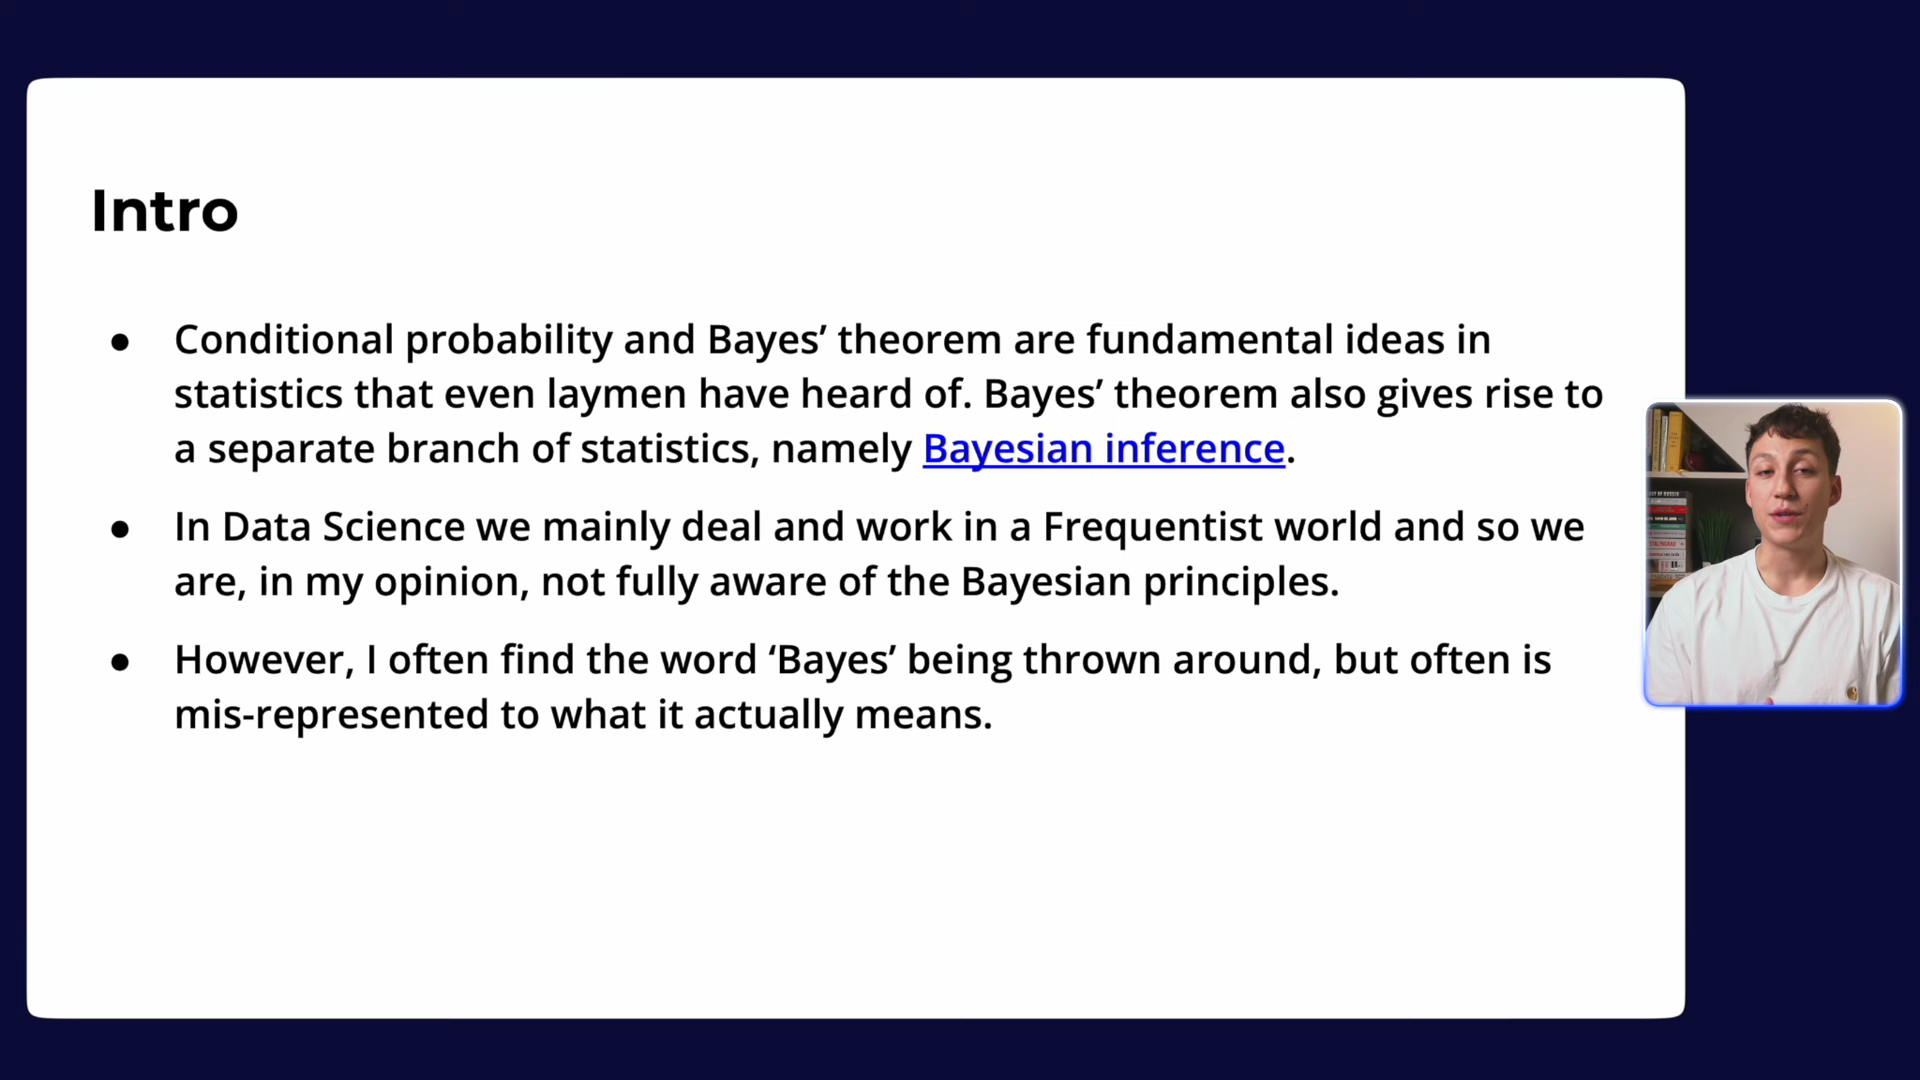 Intro
● Conditional probability and Bayes’ theorem are fundamental ideas in
statistics that even laymen have heard of. Bayes’ theorem also gives rise to
a separate branch of statistics, namely Bayesian inference.
● In Data Science we mainly deal and work in a Frequentist world and so we
are, in my opinion, not fully aware of the Bayesian principles.
● However, I often find the word ‘Bayes’ being thrown around, but often is
mis-represented to what it actually means.